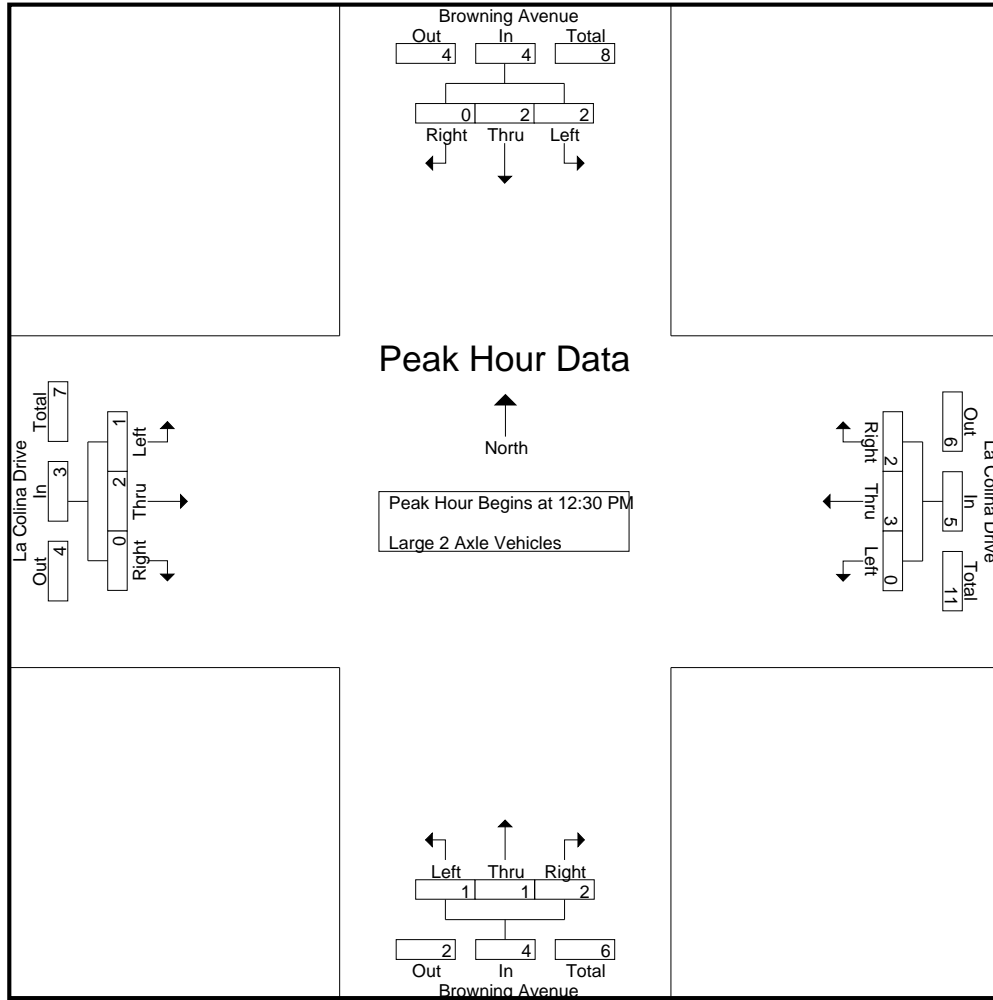 Browning Avenue
Out In Total
4 4 8
0 2 2
Right Thru Left
Peak Hour Data
North
Peak Hour Begins at 12:30 PM
Large 2 Axle Vehicles
La Colina Drive
Out In Total
4 3 7
Right Thru Left
0 2 1
La Colina Drive
Out In Total
6 5 11
Right Thru Left
2 3 0
Left Thru Right
1 1 2
2 4 6
Out In Total
Browning Avenue